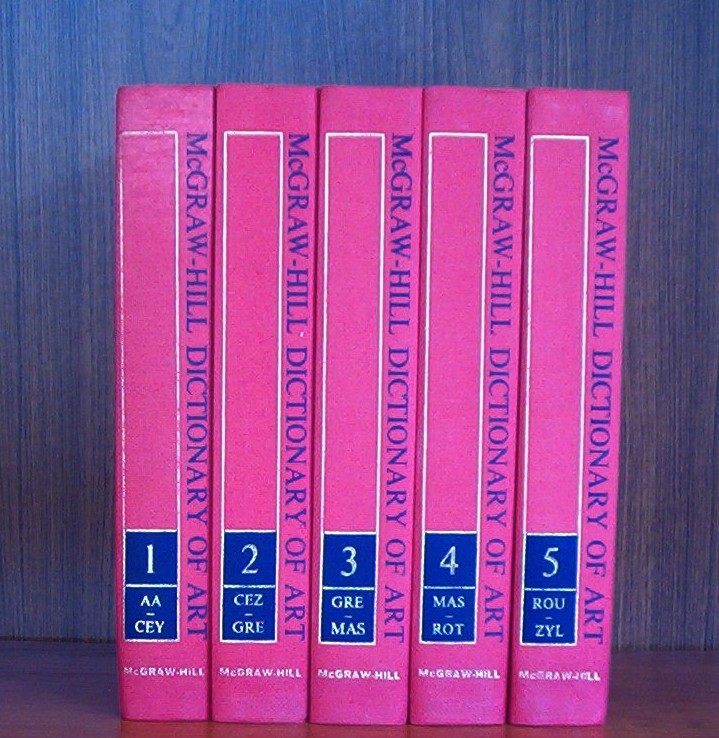 McGRAW-HILL DICTIONARY OF ART
1
AA
–
CEY
McGRAW-HILL
McGRAW-HILL DICTIONARY OF ART
2
CEZ
–
GRE
McGRAW-HILL
McGRAW-HILL DICTIONARY OF ART
3
GRE
–
MAS
McGRAW-HILL
McGRAW-HILL DICTIONARY OF ART
4
MAS
–
ROT
McGRAW-HILL
McGRAW-HILL DICTIONARY OF ART
5
ROU
–
ZYL
McGRAW-HILL